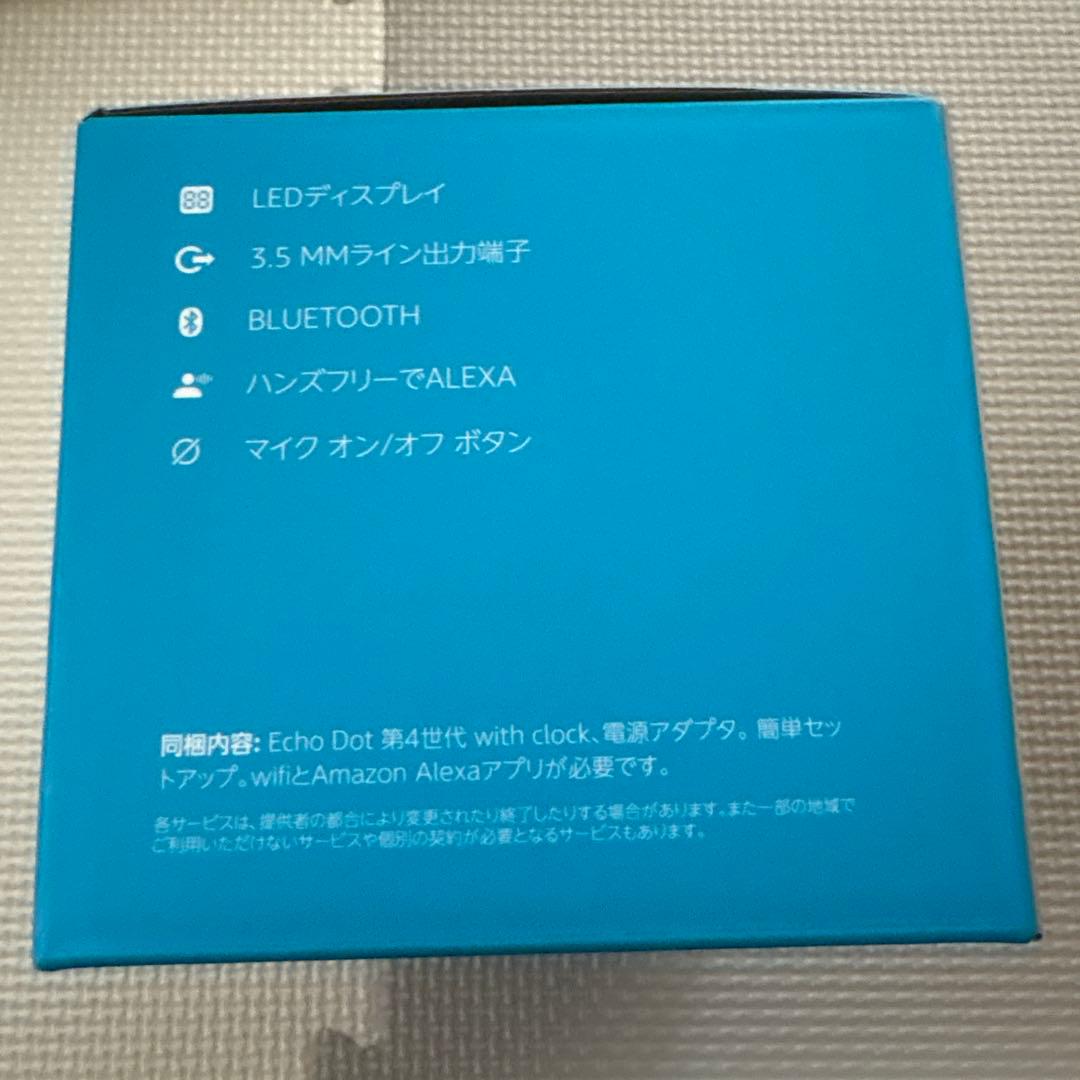 88 LEDディスプレイ
3.5 MMライン出力端子
BLUETOOTH
ハンズフリーでALEXA
マイク オン/オフ ボタン
同梱内容: Echo Dot 第4世代 with clock、電源アダプタ。簡単セッ
トアップ。wifiとAmazon Alexaアプリが必要です。
各サービスは、提供者の都合により変更されたり終了したりする場合があります。また一部の地域で
ご利用いただけないサービスや個別の契約が必要となるサービスもあります。